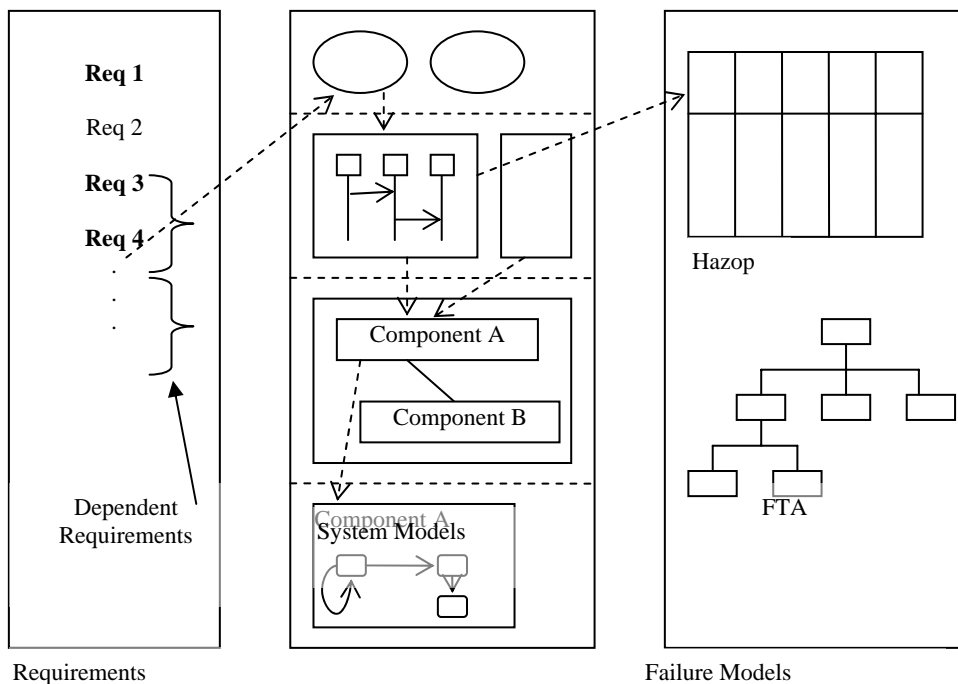 Req 1
Req 2
Req 3
Req 4
.
.
.
Dependent
Requirements
Requirements
Component A
Component B
Component A
System Models
Hazop
FTA
Failure Models